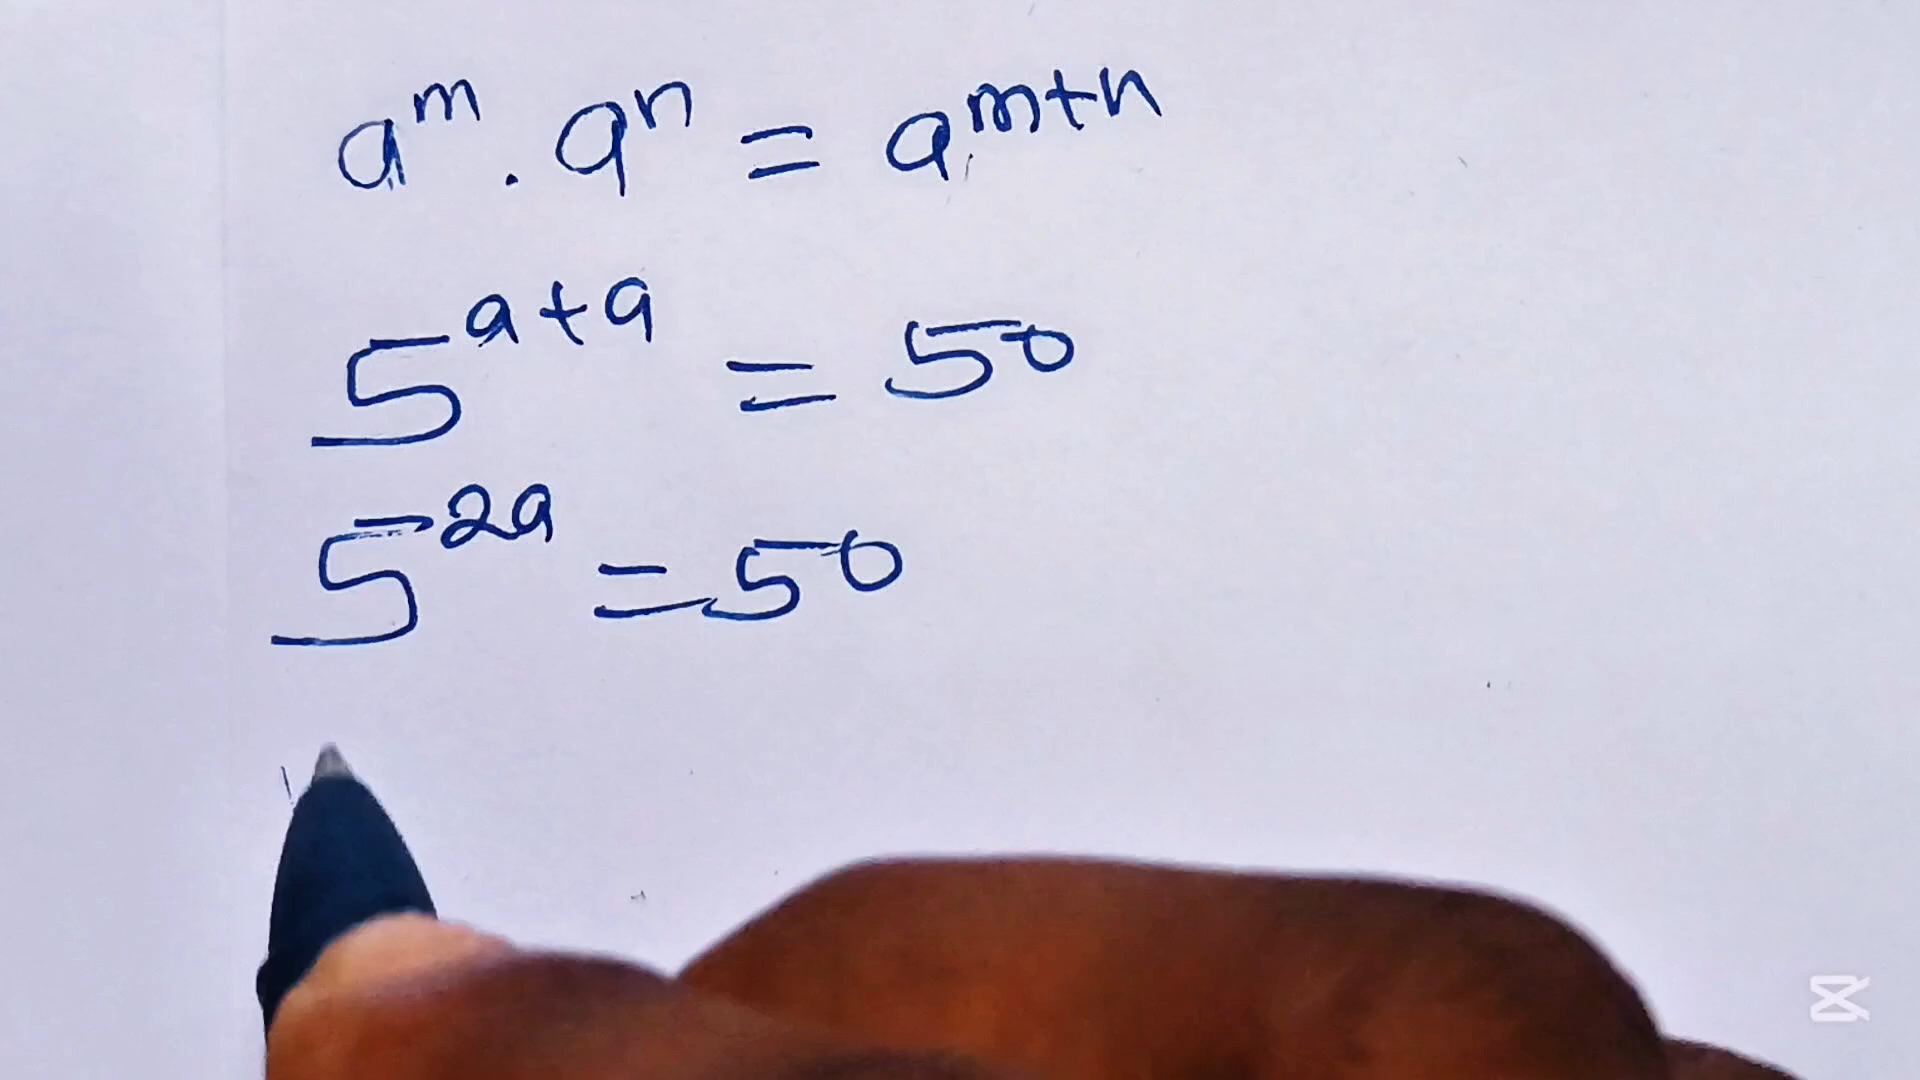 a^m . a^n = a^{m+n}
5^{a+a} = 50
5^{2a} = 50